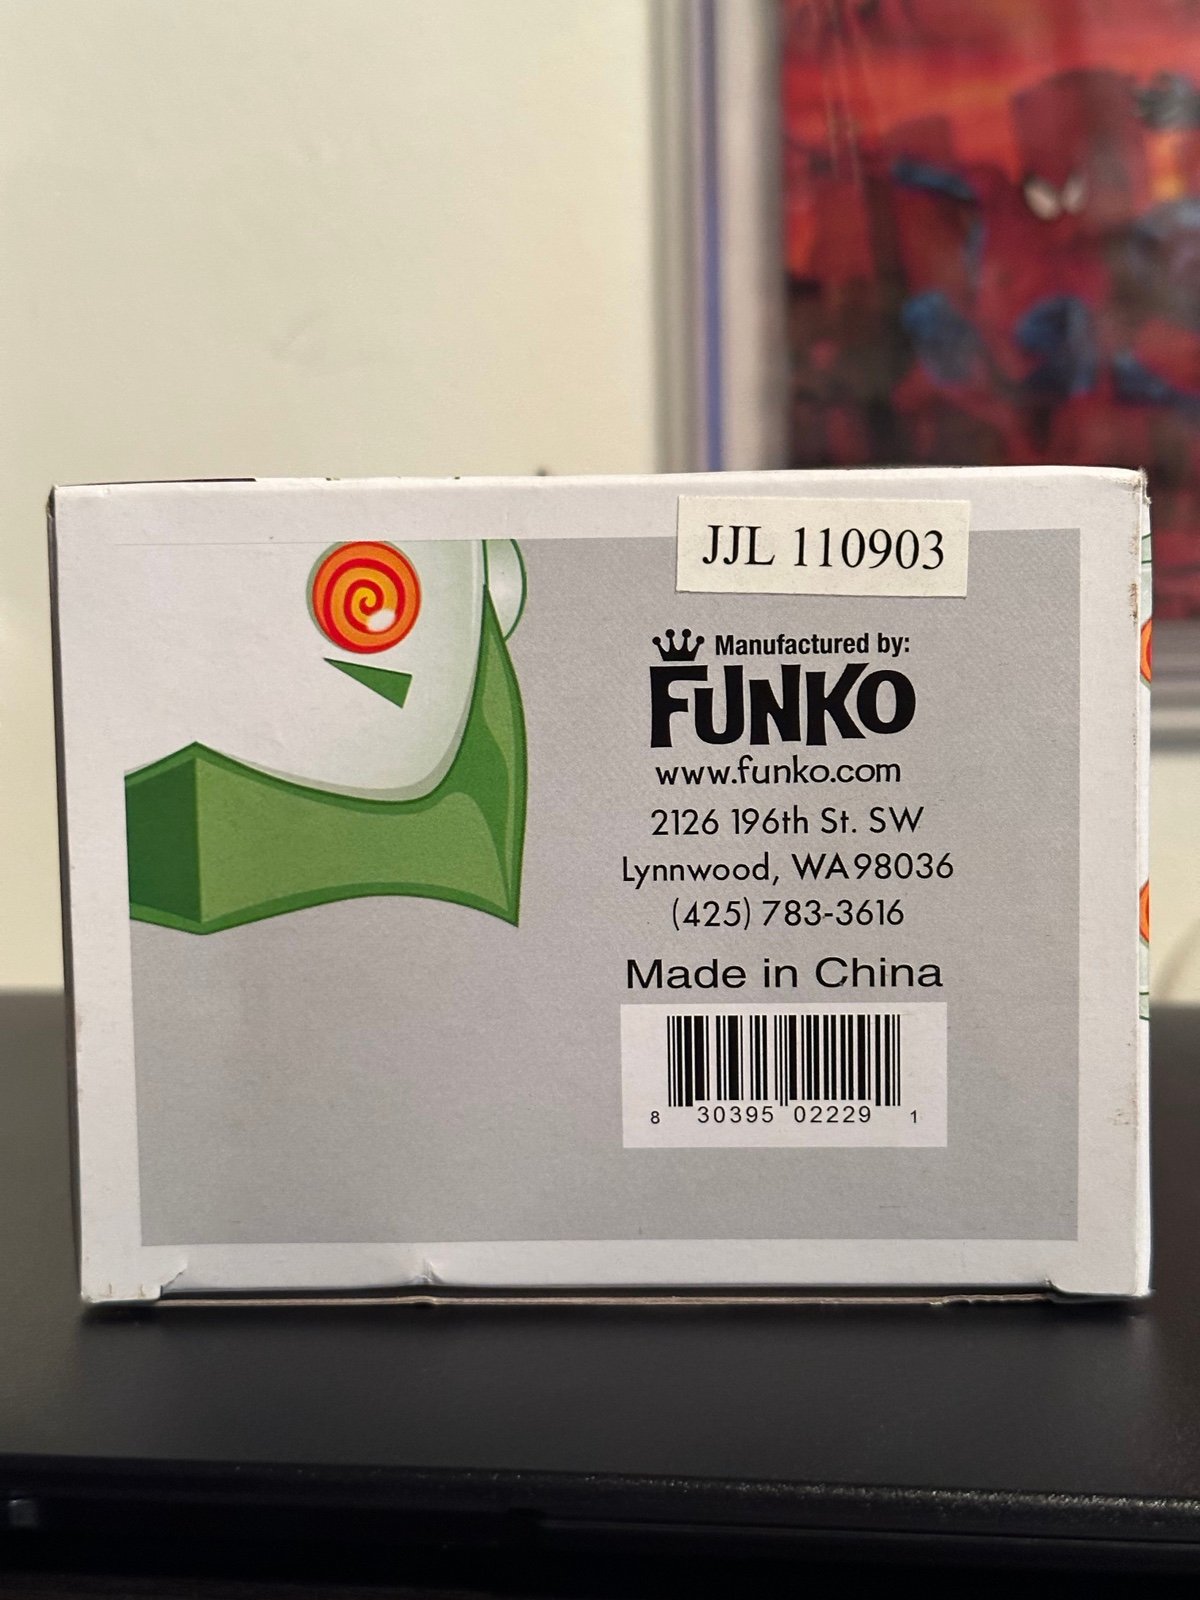 JJL 110903
Manufactured by:
FUNKO
www.funko.com
2126 196th St. SW
Lynnwood, WA 98036
(425) 783-3616
Made in China
8 30395 02229 1